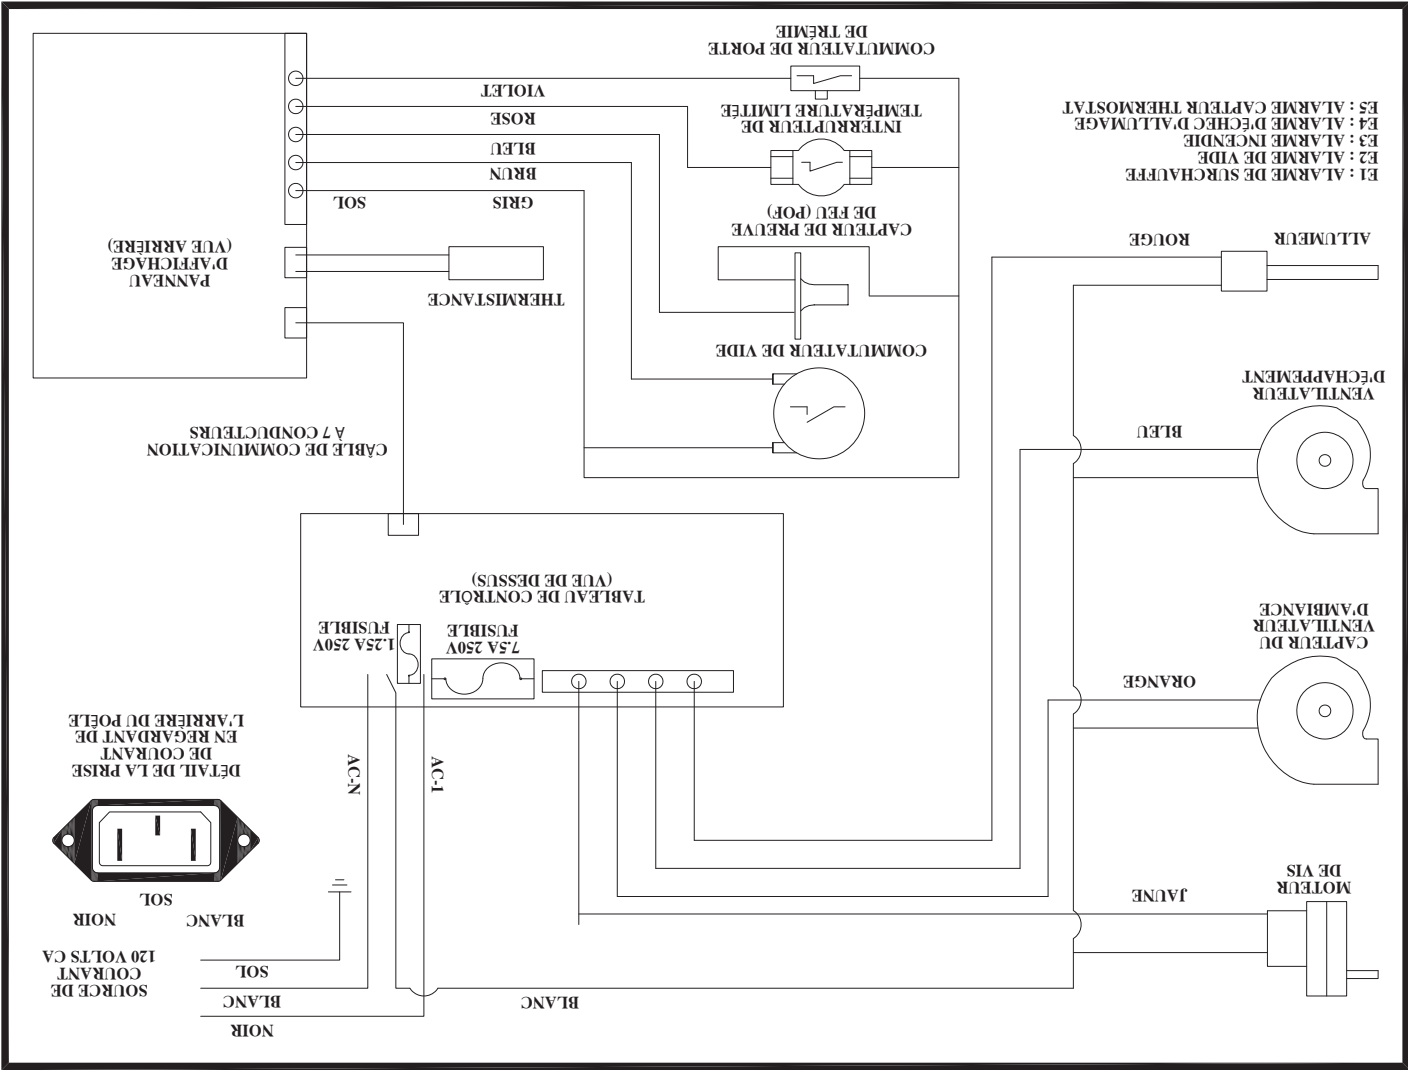 SOURCE DE
COURANT
120 VOLTS CA
NOIR
BLANC
SOL
BLANC
NOIR
BLANC
SOL
DÉTAIL DE LA PRISE
DE COURANT
EN REGARDANT DE
L'ARRIÈRE DU POÊLE
AC-N
AC-1
MOTEUR
DE VIS
JAUNE
CAPTEUR DU
VENTILATEUR
D'AMBIANCE
ORANGE
VENTILATEUR
D'ÉCHAPPEMENT
BLEU
ALLUMEUR
ROUGE
7.5A 250V
FUSIBLE
1.25A 250V
FUSIBLE
TABLEAU DE CONTRÔLE
(VUE DE DESSUS)
CÂBLE DE COMMUNICATION
À 7 CONDUCTEURS
COMMUTATEUR DE VIDE
THERMISTANCE
PANNEAU
D'AFFICHAGE
(VUE ARRIÈRE)
CAPTEUR DE PREUVE
DE FEU (POF)
GRIS
SOL
BRUN
BLEU
ROSE
VIOLET
INTERRUPTEUR DE
TEMPÉRATURE LIMITÉE
COMMUTATEUR DE PORTE
DE TRÉMIE
E1 : ALARME DE SURCHAUFFE
E2 : ALARME DE VIDE
E3 : ALARME INCENDIE
E4 : ALARME D'ÉCHEC D'ALLUMAGE
E5 : ALARME CAPTEUR THERMOSTAT